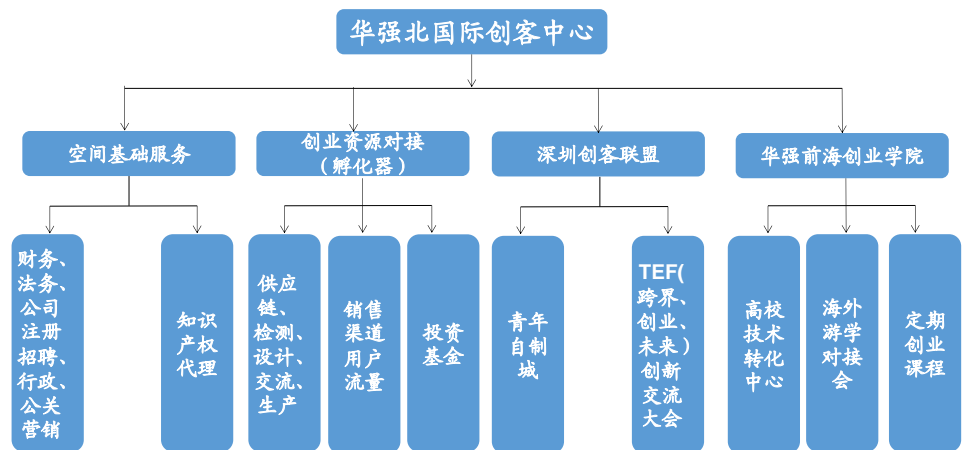 华强北国际创客中心
空间基础服务
创业资源对接
（孵化器）
深圳创客联盟
华强前海创业学院
财务、
法务、
公司
注册
招聘、
行政、
公关
营销
知识
产权
代理
供应
链、
检测、
设计、
交流、
生产
销售
渠道
用户
流量
投资
基金
青年
自制
城
TEF(
跨界、
创业、
未来）
创新
交流
大会
高校
技术
转化
中心
海外
游学
对接
会
定期
创业
课程